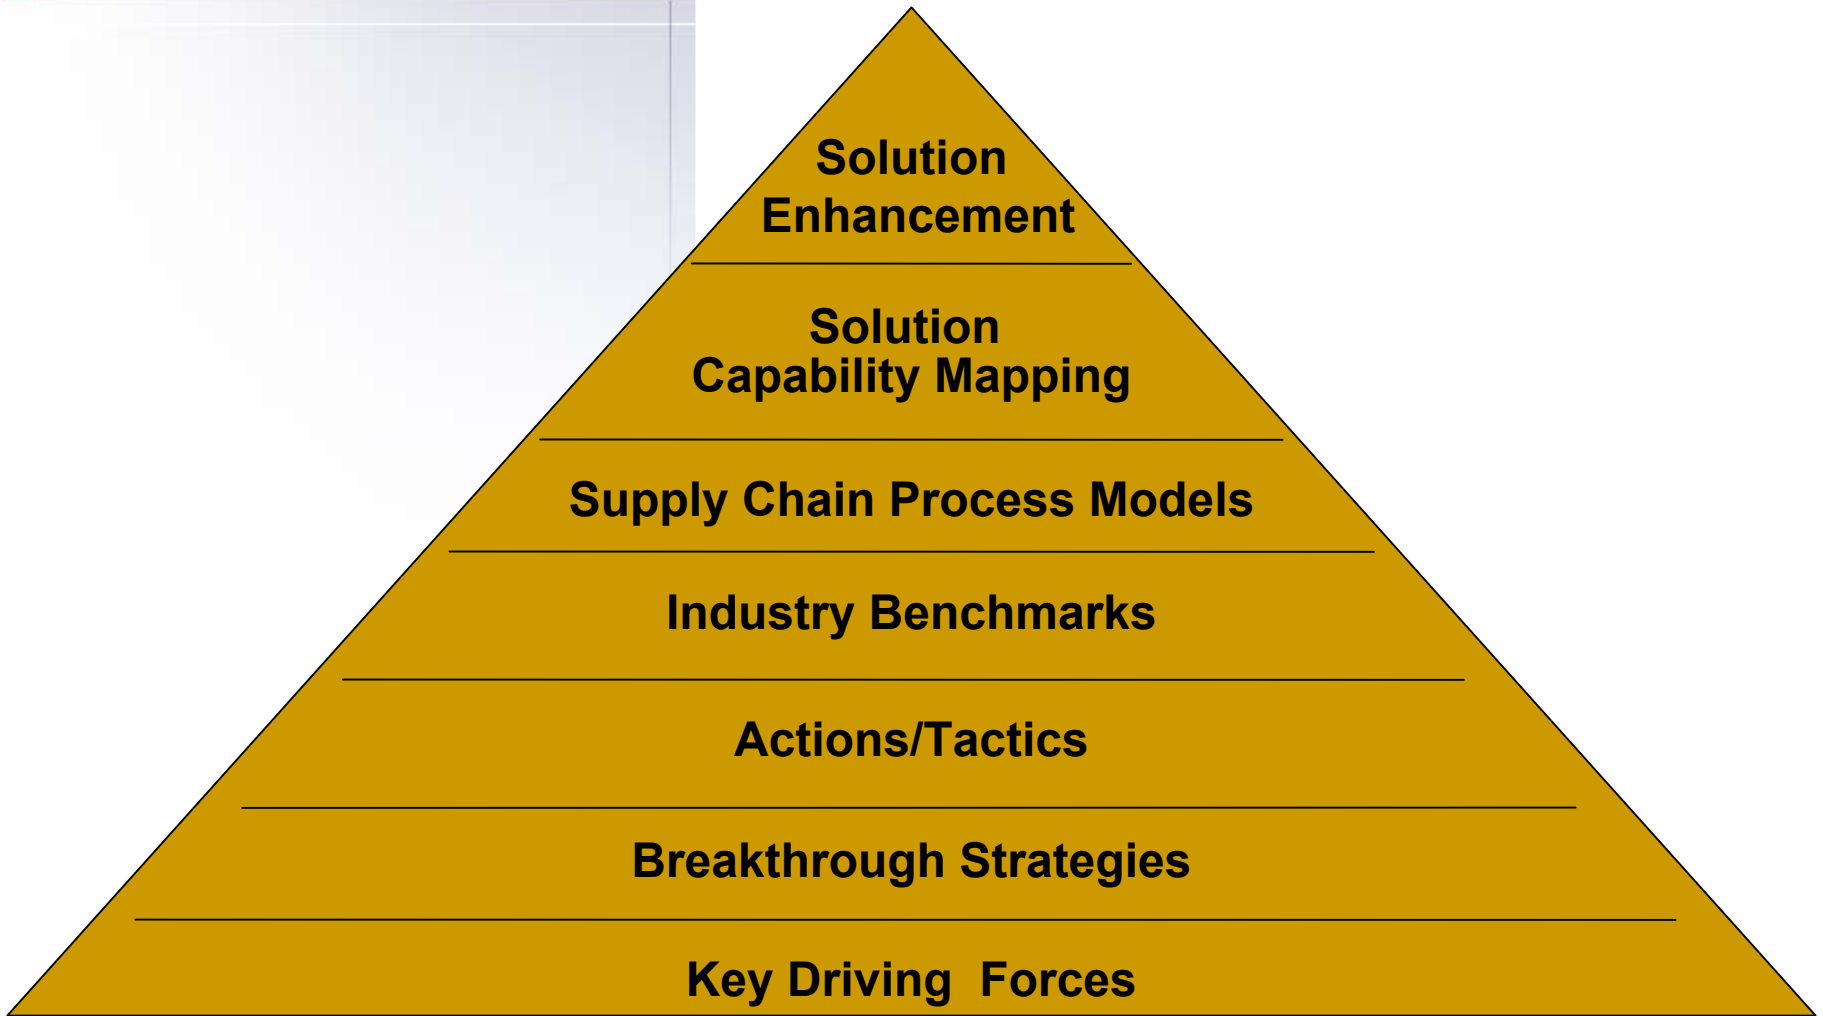 Solution
Enhancement
Solution
Capability Mapping
Supply Chain Process Models
Industry Benchmarks
Actions/Tactics
Breakthrough Strategies
Key Driving  Forces